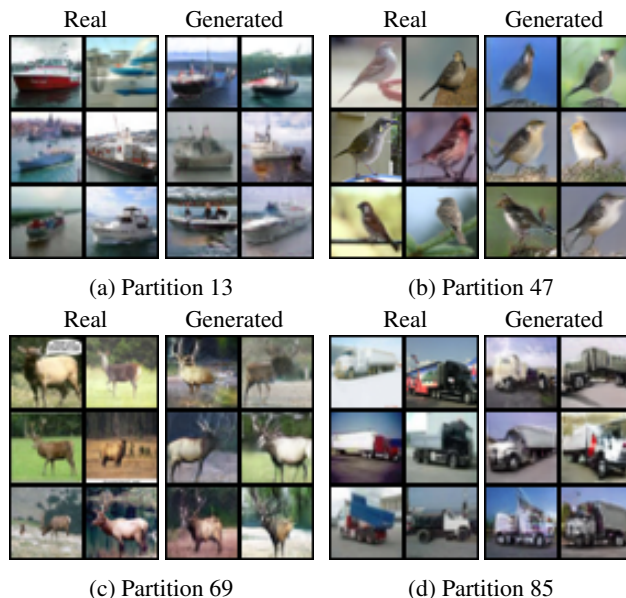 Real Generated Real Generated
(a) Partition 13 (b) Partition 47
Real Generated Real Generated
(c) Partition 69 (d) Partition 85